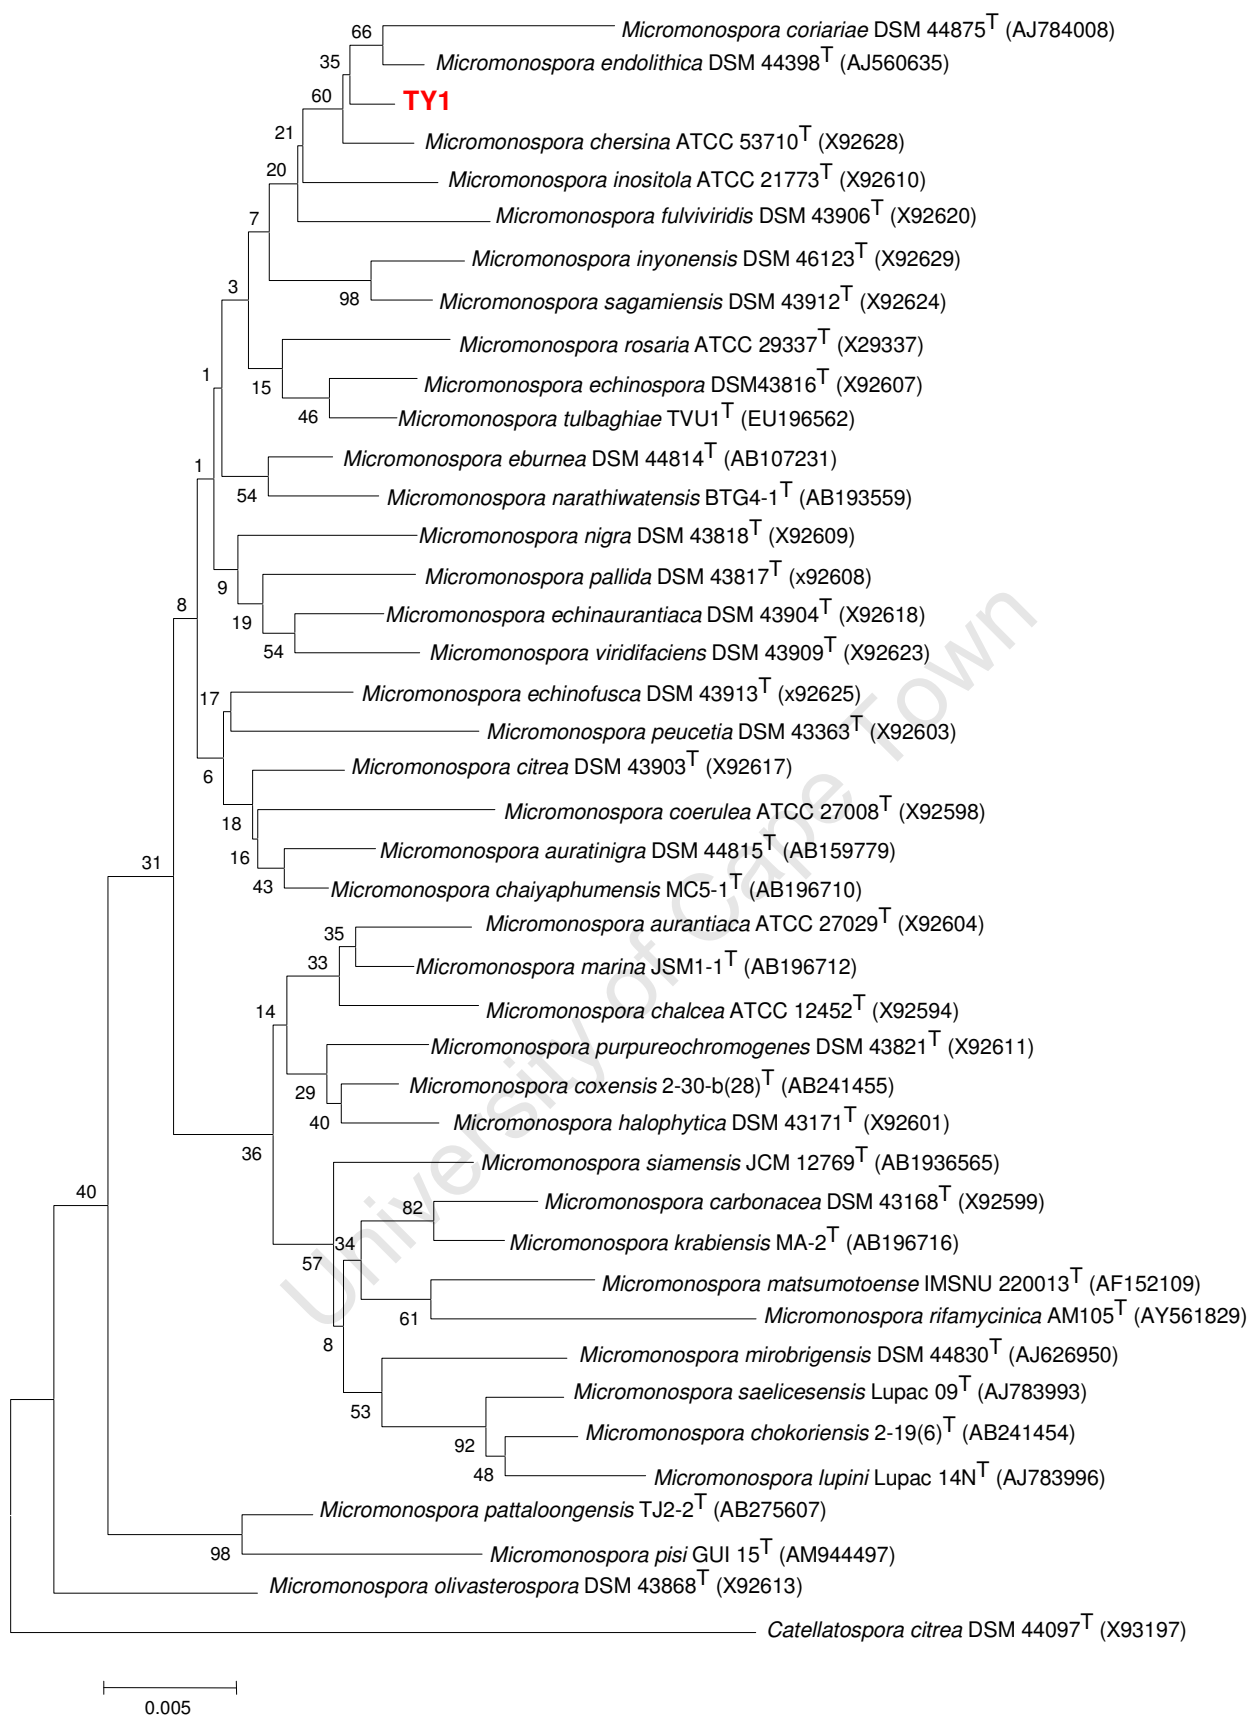 66
Micromonospora coriariae DSM 44875T (AJ784008)
35
Micromonospora endolithica DSM 44398T (AJ560635)
60
TY1
21
Micromonospora chersina ATCC 53710T (X92628)
20
Micromonospora inositola ATCC 21773T (X92610)
7
Micromonospora fulviviridis DSM 43906T (X92620)
Micromonospora inyonensis DSM 46123T (X92629)
3
98
Micromonospora sagamiensis DSM 43912T (X92624)
Micromonospora rosaria ATCC 29337T (X29337)
1
15
Micromonospora echinospora DSM43816T (X92607)
46
Micromonospora tulbaghiae TVU1T (EU196562)
Micromonospora eburnea DSM 44814T (AB107231)
1
54
Micromonospora narathiwatensis BTG4-1T (AB193559)
Micromonospora nigra DSM 43818T (X92609)
Micromonospora pallida DSM 43817T (x92608)
9
8
Micromonospora echinaurantiaca DSM 43904T (X92618)
19
54
Micromonospora viridifaciens DSM 43909T (X92623)
17
Micromonospora echinofusca DSM 43913T (x92625)
Micromonospora peucetia DSM 43363T (X92603)
6
Micromonospora citrea DSM 43903T (X92617)
18
Micromonospora coerulea ATCC 27008T (X92598)
16
Micromonospora auratinigra DSM 44815T (AB159779)
31
43
Micromonospora chaiyaphumensis MC5-1T (AB196710)
35
Micromonospora aurantiaca ATCC 27029T (X92604)
33
Micromonospora marina JSM1-1T (AB196712)
14
Micromonospora chalcea ATCC 12452T (X92594)
Micromonospora purpureochromogenes DSM 43821T (X92611)
29
Micromonospora coxensis 2-30-b(28)T (AB241455)
40
Micromonospora halophytica DSM 43171T (X92601)
36
Micromonospora siamensis JCM 12769T (AB1936565)
40
82
Micromonospora carbonacea DSM 43168T (X92599)
34
Micromonospora krabiensis MA-2T (AB196716)
57
Micromonospora matsumotoense IMSNU 220013T (AF152109)
61
Micromonospora rifamycinica AM105T (AY561829)
8
Micromonospora mirobrigensis DSM 44830T (AJ626950)
53
Micromonospora saelicesensis Lupac 09T (AJ783993)
92
Micromonospora chokoriensis 2-19(6)T (AB241454)
48
Micromonospora lupini Lupac 14NT (AJ783996)
Micromonospora pattaloongensis TJ2-2T (AB275607)
98
Micromonospora pisi GUI 15T (AM944497)
Micromonospora olivasterospora DSM 43868T (X92613)
Catellatospora citrea DSM 44097T (X93197)
0.005
University of Cape Town